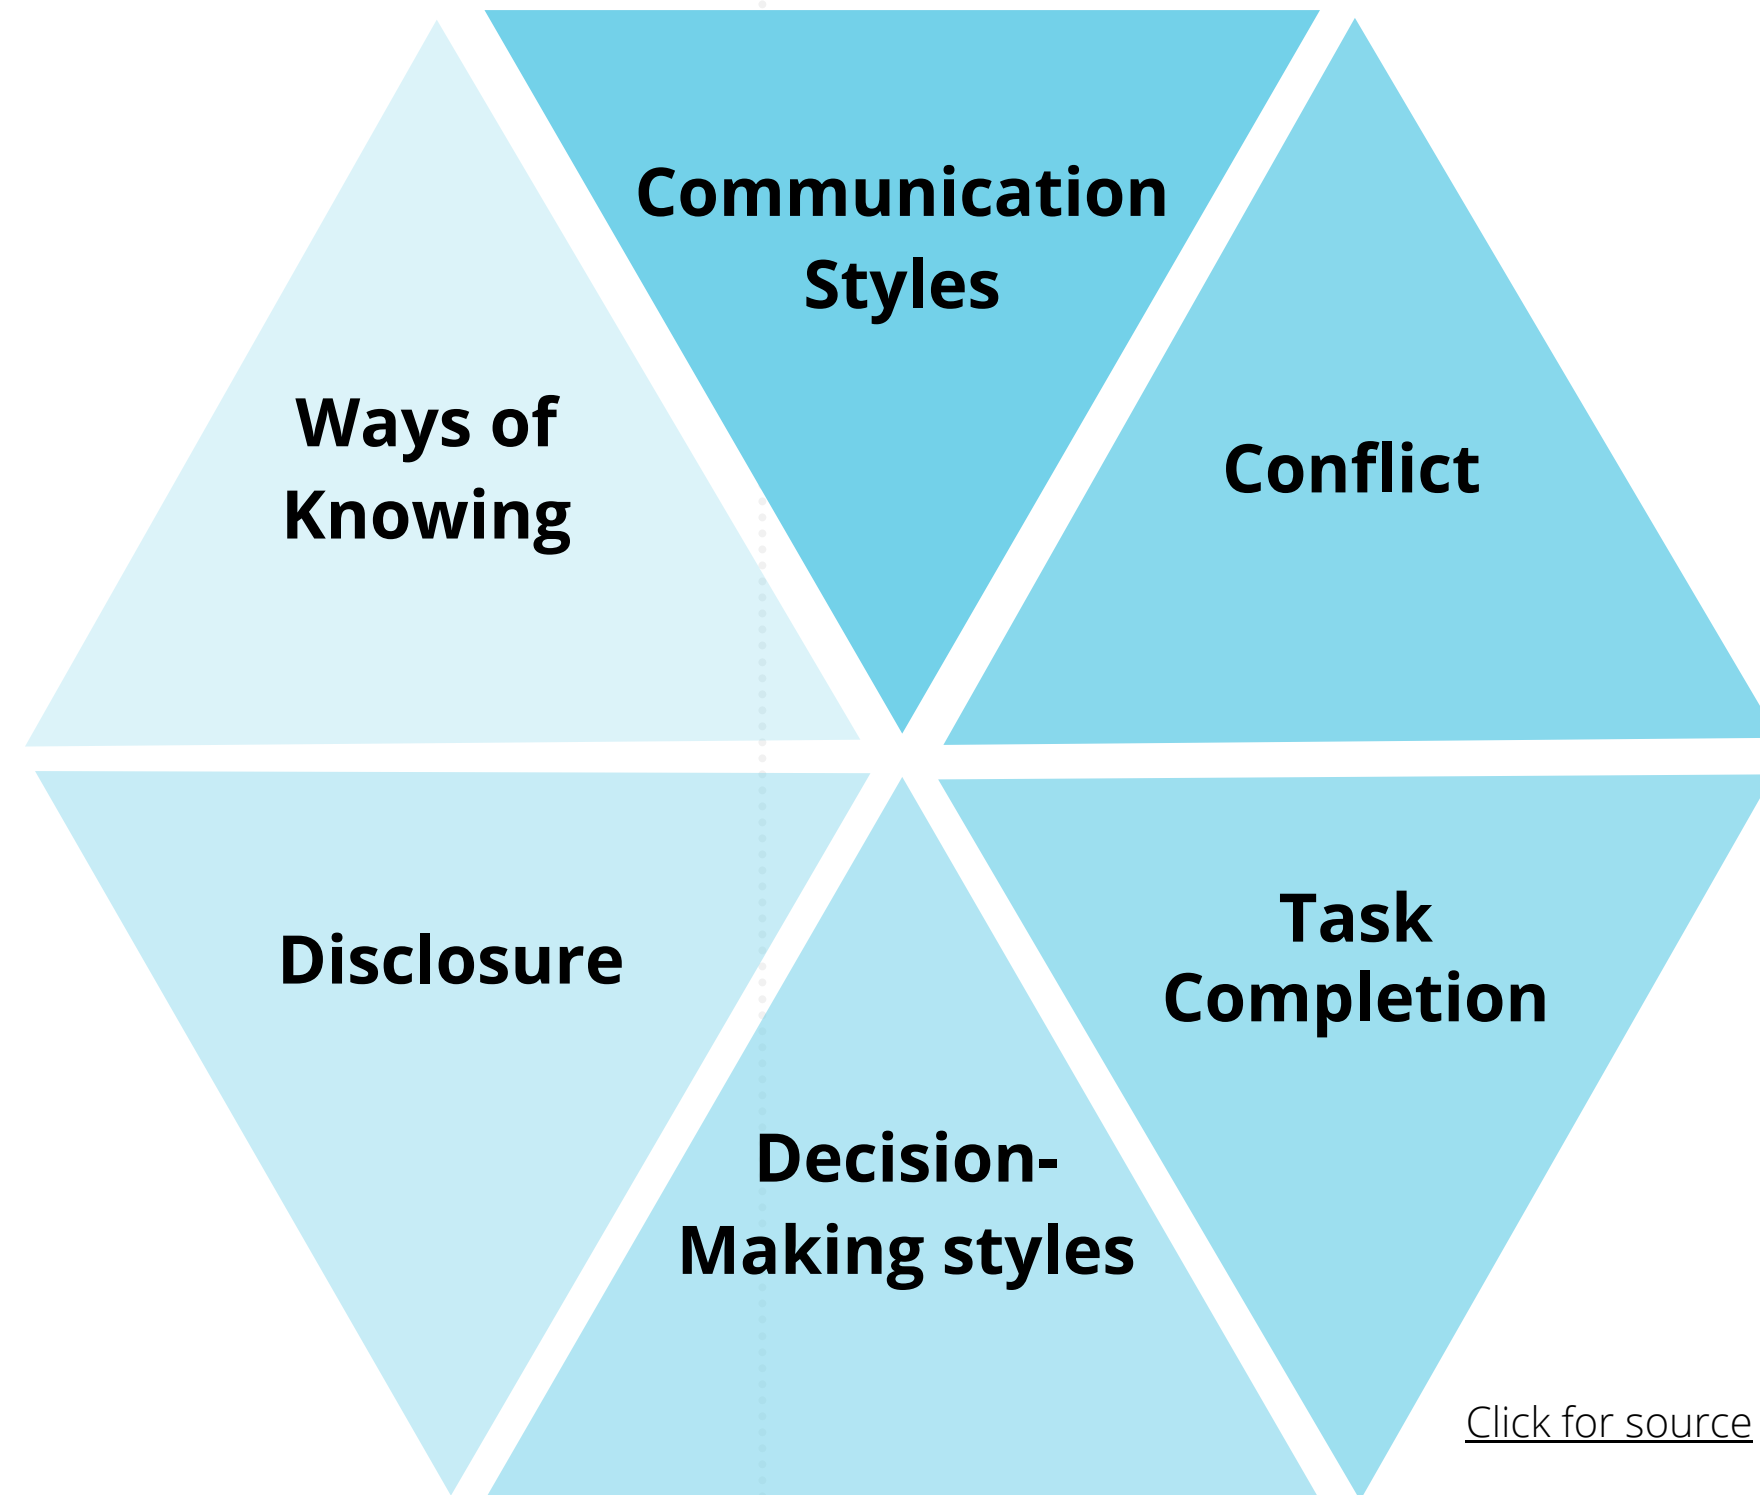 Communication
Styles
Ways of
Knowing
Conflict
Disclosure
Task
Completion
Decision-
Making styles
Click for source